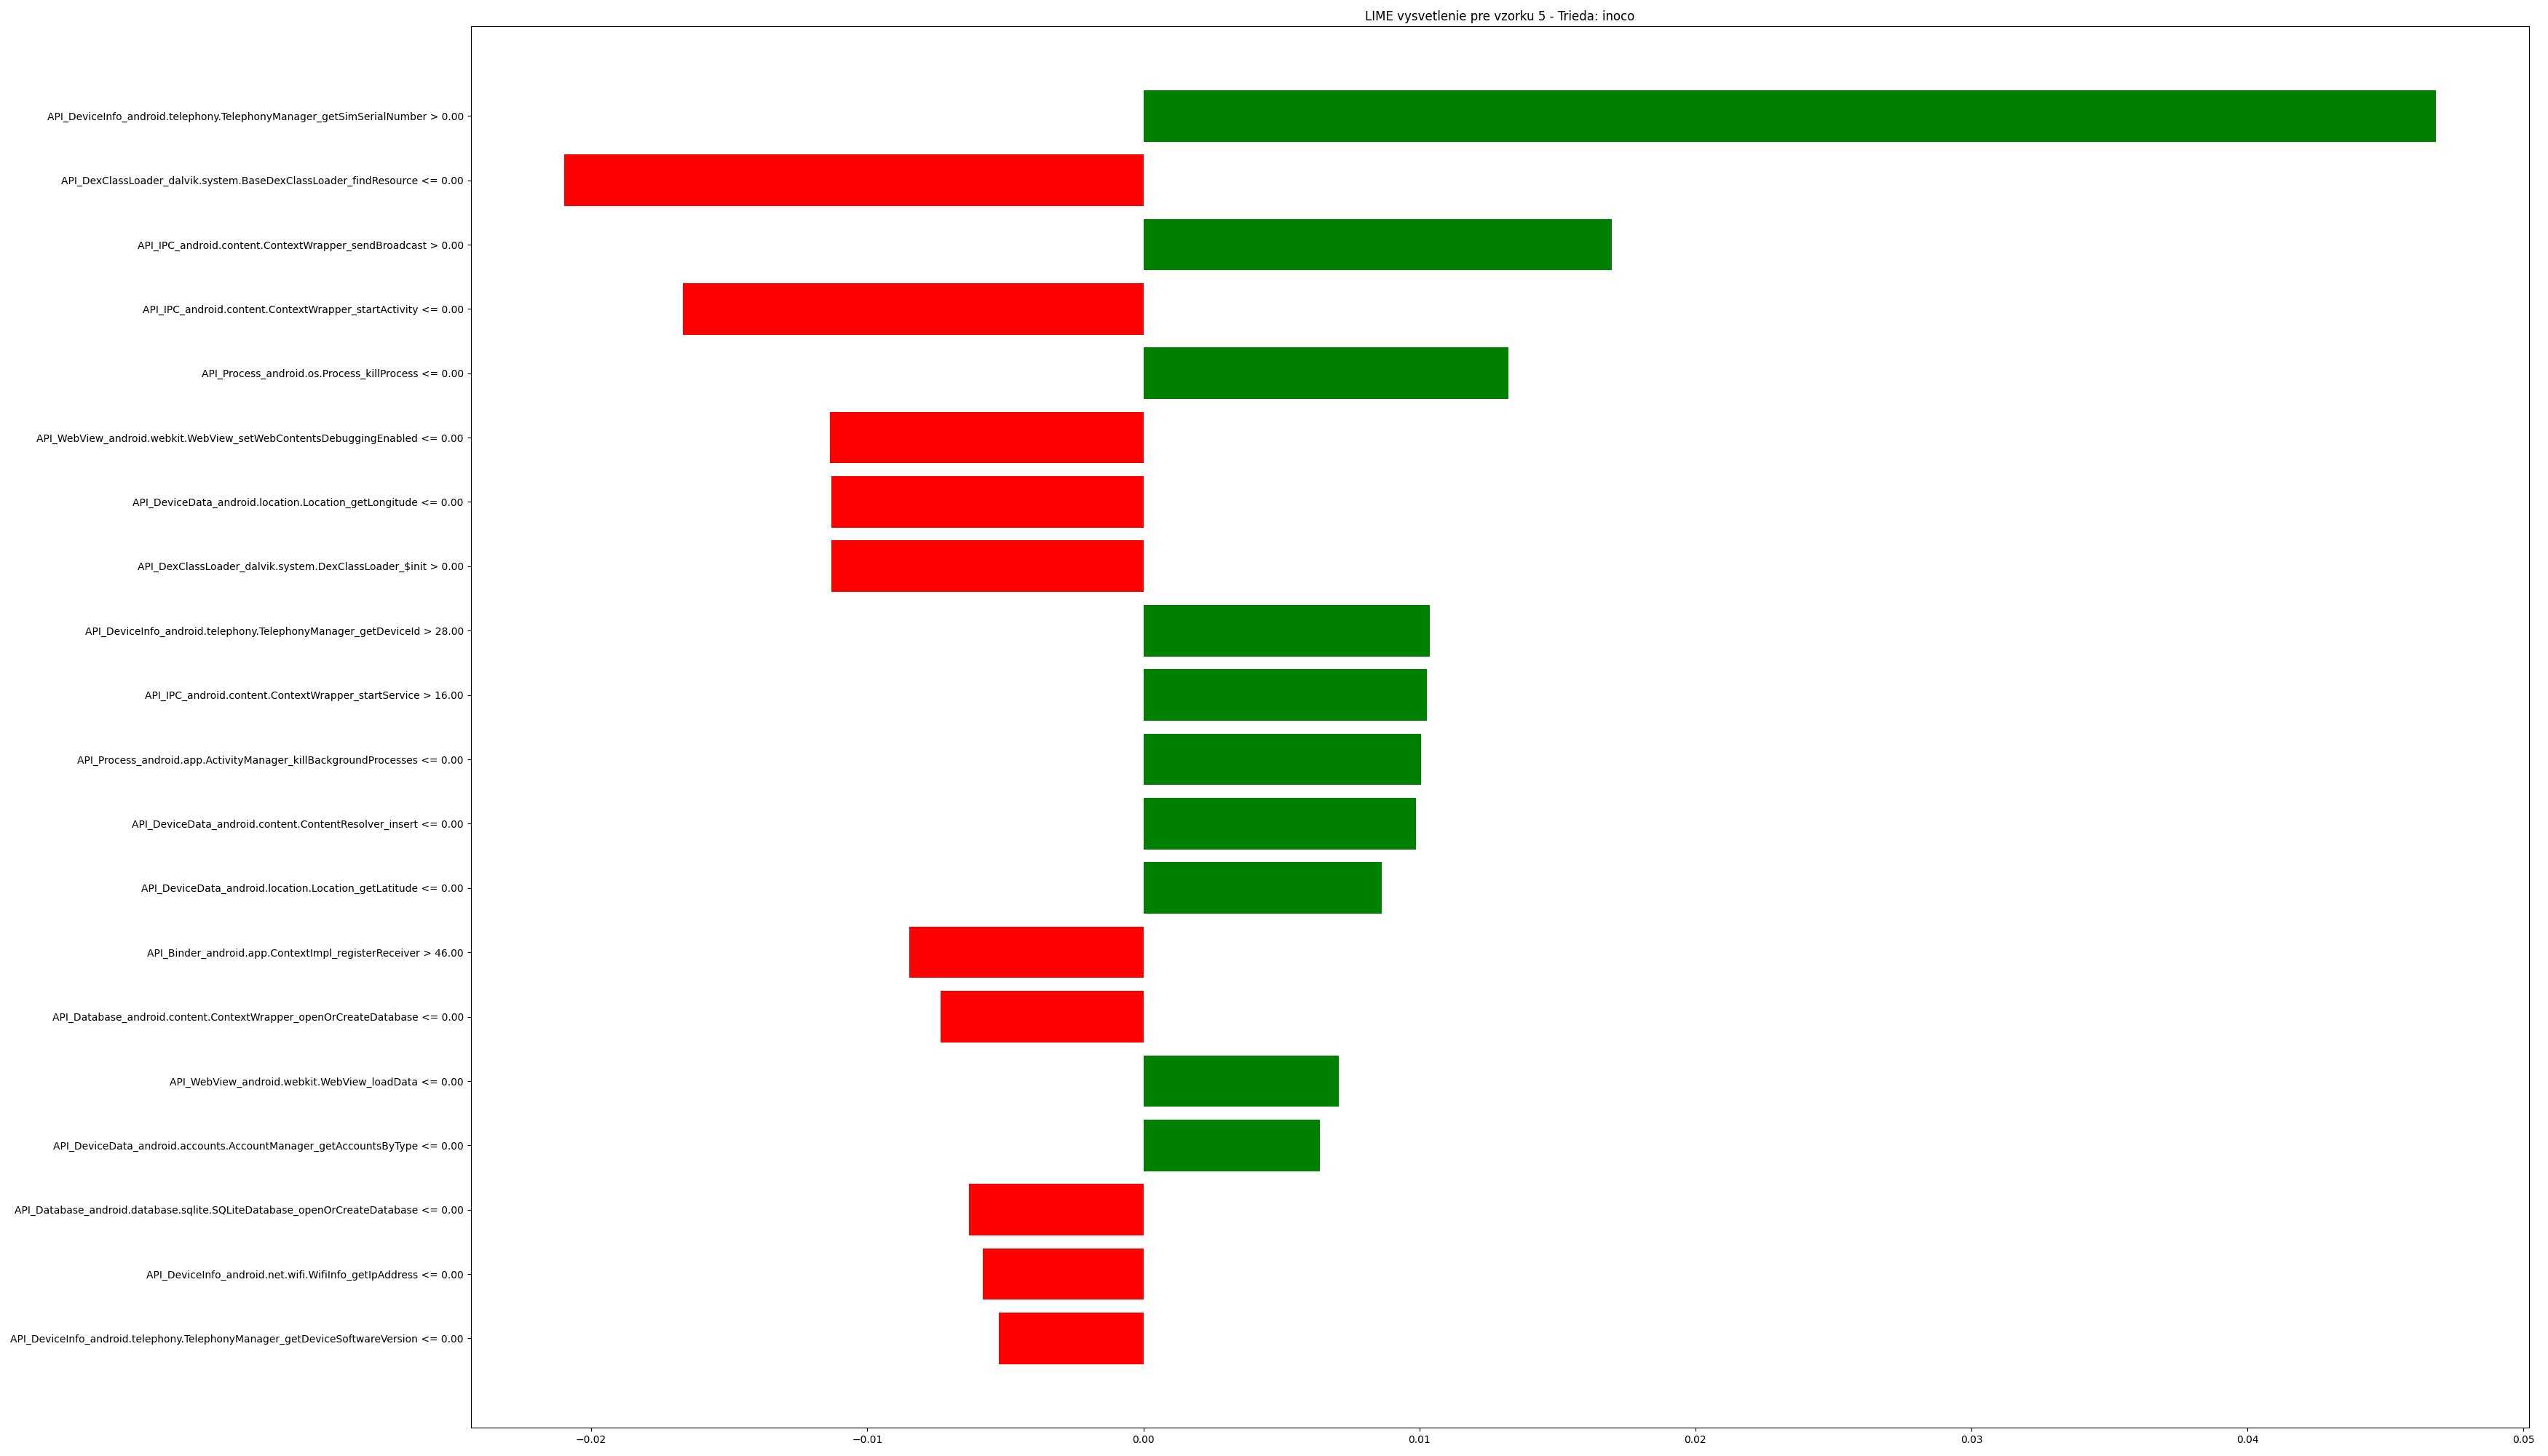 LIME vysvetlenie pre vzorku 5 - Trieda: inoco
API_DeviceInfo_android.telephony.TelephonyManager_getSimSerialNumber > 0.00
API_DexClassLoader_dalvik.system.BaseDexClassLoader_findResource <= 0.00
API_IPC_android.content.ContextWrapper_sendBroadcast > 0.00
API_IPC_android.content.ContextWrapper_startActivity <= 0.00
API_Process_android.os.Process_killProcess <= 0.00
API_WebView_android.webkit.WebView_setWebContentsDebuggingEnabled <= 0.00
API_DeviceData_android.location.Location_getLongitude <= 0.00
API_DexClassLoader_dalvik.system.DexClassLoader_$init > 0.00
API_DeviceInfo_android.telephony.TelephonyManager_getDeviceId > 28.00
API_IPC_android.content.ContextWrapper_startService > 16.00
API_Process_android.app.ActivityManager_killBackgroundProcesses <= 0.00
API_DeviceData_android.content.ContentResolver_insert <= 0.00
API_DeviceData_android.location.Location_getLatitude <= 0.00
API_Binder_android.app.ContextImpl_registerReceiver > 46.00
API_Database_android.content.ContextWrapper_openOrCreateDatabase <= 0.00
API_WebView_android.webkit.WebView_loadData <= 0.00
API_DeviceData_android.accounts.AccountManager_getAccountsByType <= 0.00
API_Database_android.database.sqlite.SQLiteDatabase_openOrCreateDatabase <= 0.00
API_DeviceInfo_android.net.wifi.WifiInfo_getIpAddress <= 0.00
API_DeviceInfo_android.telephony.TelephonyManager_getDeviceSoftwareVersion <= 0.00
−0.02 −0.01 0.00 0.01 0.02 0.03 0.04 0.05